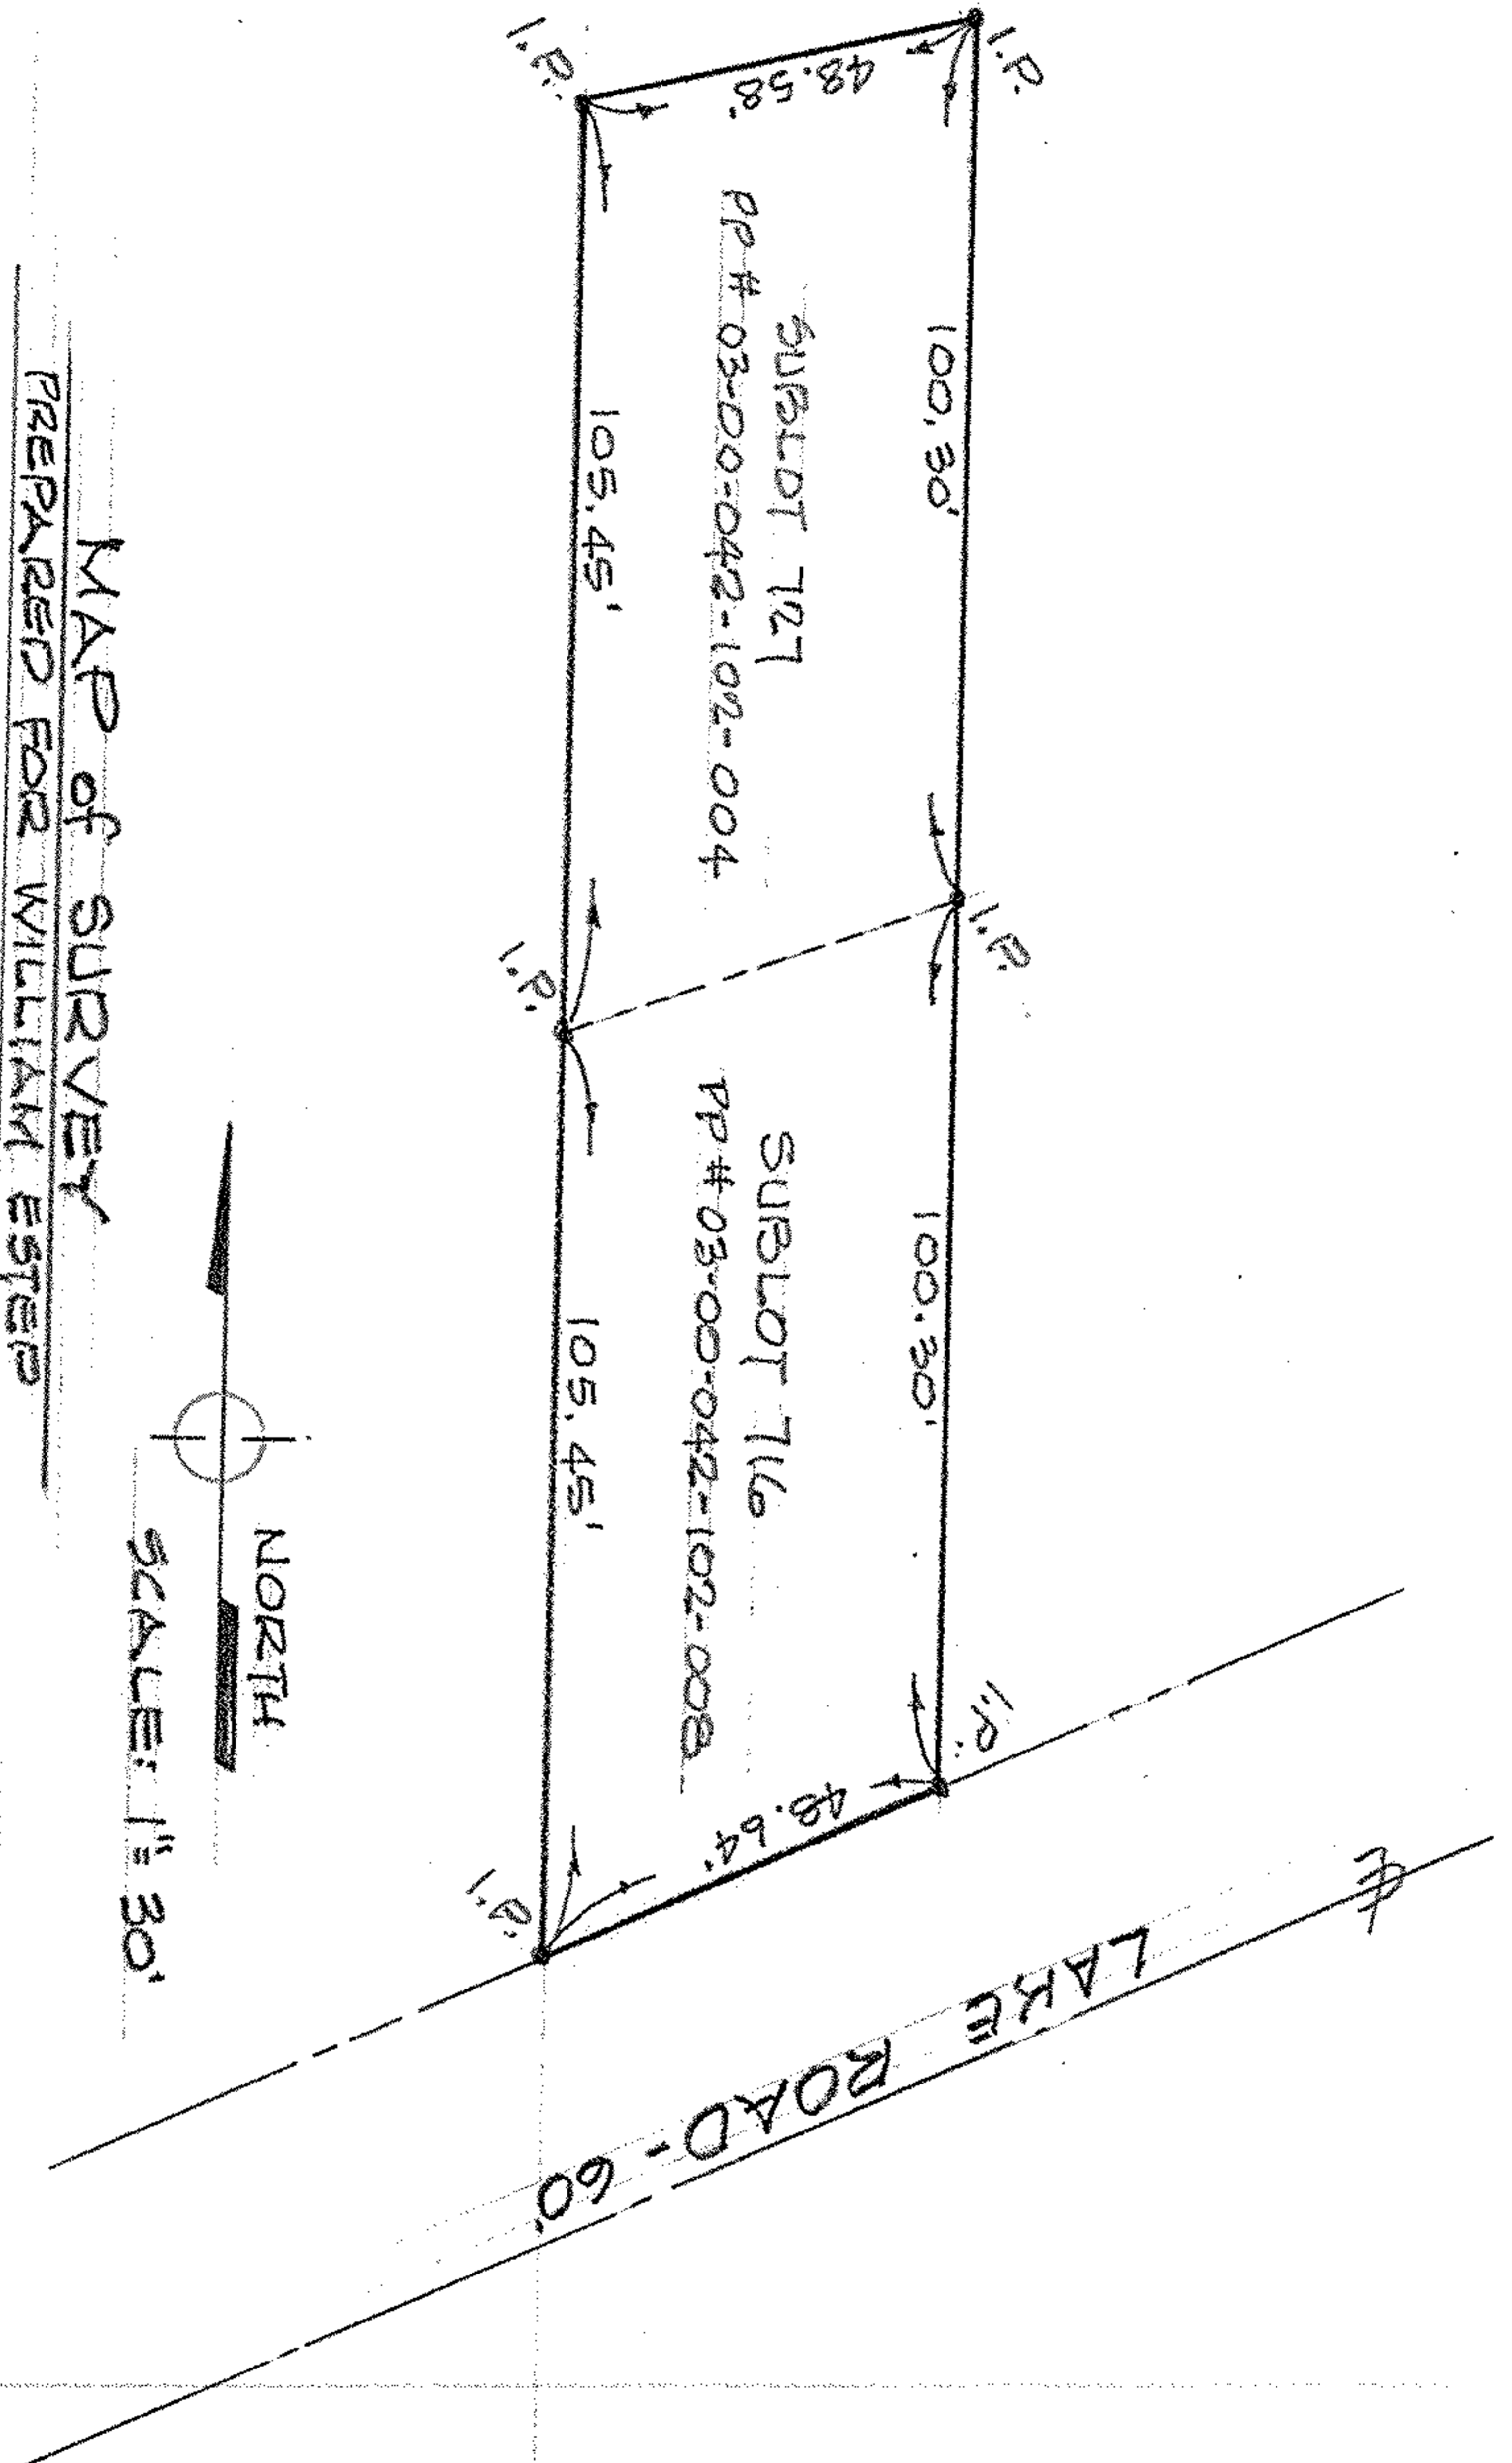 I.P.
I.P.
48.58'
100.30'
SUBLOT 727
PP # 03-00-042-102-004
105.45'
I.P.
I.P.
100.30'
SUBLOT 716
PP # 03-00-042-102-008
105.45'
I.P.
48.64'
I.P.
LAKE ROAD - 60'
NORTH
SCALE: 1" = 30'
MAP of SURVEY
PREPARED FOR WILLIAM ESTEP